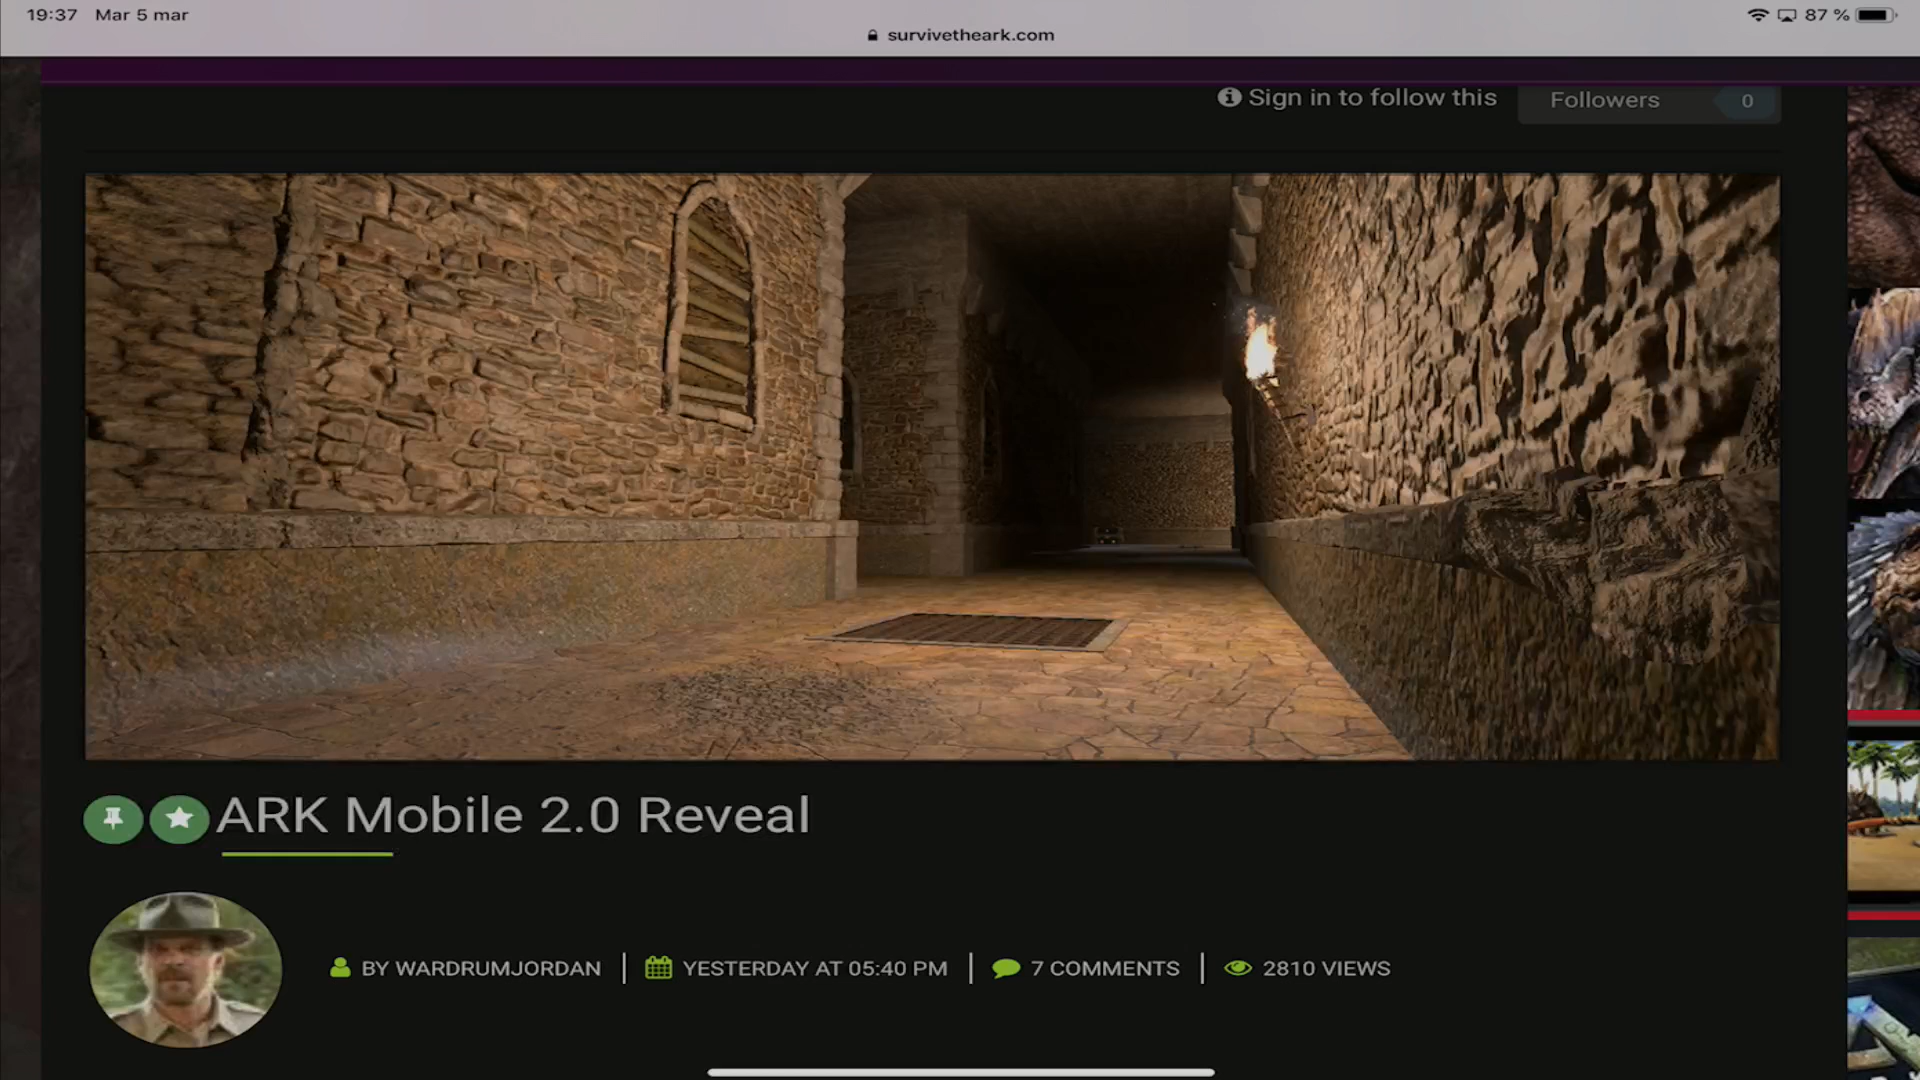 19:37 Mar 5 mar
87 %
survivetheark.com
Sign in to follow this
Followers 0
ARK Mobile 2.0 Reveal
BY WARDRUMJORDAN | YESTERDAY AT 05:40 PM | 7 COMMENTS | 2810 VIEWS